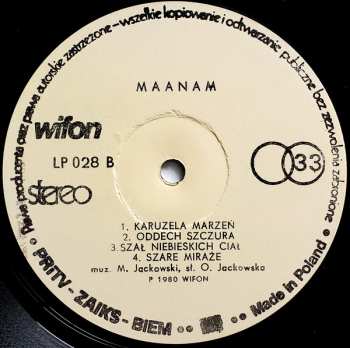 Prawa producenta oraz prawa autorskie zastrzeżone-wszelkie kopiowanie i odtwarzanie publiczne bez zezwolenia zabronione
MAANAM
wifon
LP 028 B
33
stereo
1. KARUZELA MARZEŃ
2. ODDECH SZCZURA
3. SZAŁ NIEBIESKICH CIAŁ
4. SZARE MIRAŻE
muz. M. Jackowski, sł. O. Jackowska
P 1980 WIFON
PRITV - ZAIKS - BIEM
Made in Poland